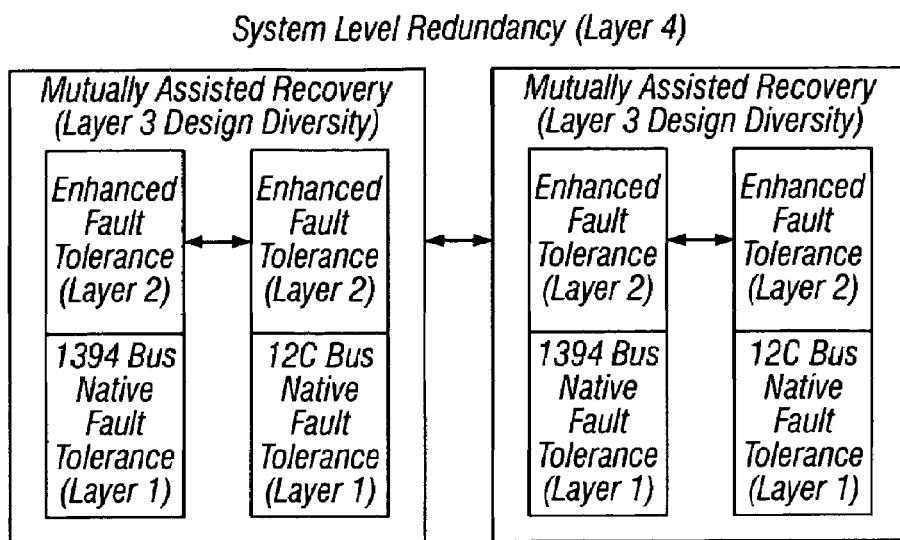 System Level Redundancy (Layer 4)
Mutually Assisted Recovery
(Layer 3 Design Diversity)
Enhanced
Fault
Tolerance
(Layer 2)
Enhanced
Fault
Tolerance
(Layer 2)
1394 Bus
Native
Fault
Tolerance
(Layer 1)
12C Bus
Native
Fault
Tolerance
(Layer 1)
Mutually Assisted Recovery
(Layer 3 Design Diversity)
Enhanced
Fault
Tolerance
(Layer 2)
Enhanced
Fault
Tolerance
(Layer 2)
1394 Bus
Native
Fault
Tolerance
(Layer 1)
12C Bus
Native
Fault
Tolerance
(Layer 1)